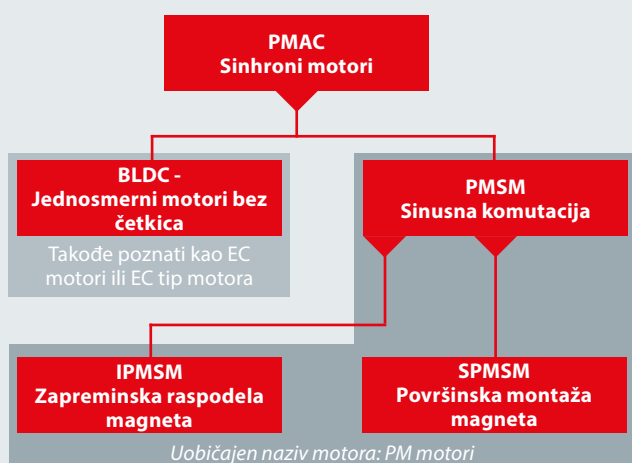 PMAC
Sinhroni motori
BLDC -
Jednosmerni motori bez
četkica
Takođe poznati kao EC
motori ili EC tip motora
PMSM
Sinusna komutacija
IPMSM
Zapreminska raspodela
magneta
SPMSM
Površinska montaža
magneta
Uobičajen naziv motora: PM motori